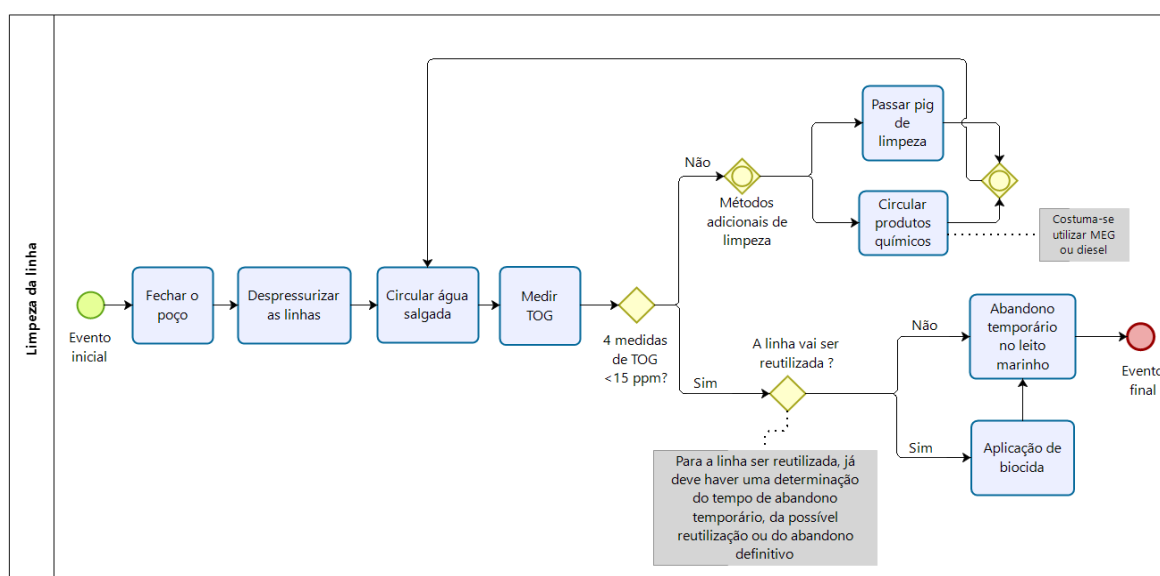 Limpeza da linha
Evento
inicial
Fechar o
poço
Despressurizar
as linhas
Circular água
salgada
Medir
TOG
4 medidas
de TOG
<15 ppm?
Não
Métodos
adicionais de
limpeza
Passar pig
de
limpeza
Circular
produtos
químicos
Costuma-se
utilizar MEG
ou diesel
Sim
A linha vai ser
reutilizada ?
Para a linha ser reutilizada, já
deve haver uma determinação
do tempo de abandono
temporário, da possível
reutilização ou do abandono
definitivo
Não
Abandono
temporário
no leito
marinho
Sim
Aplicação de
biocida
Evento
final